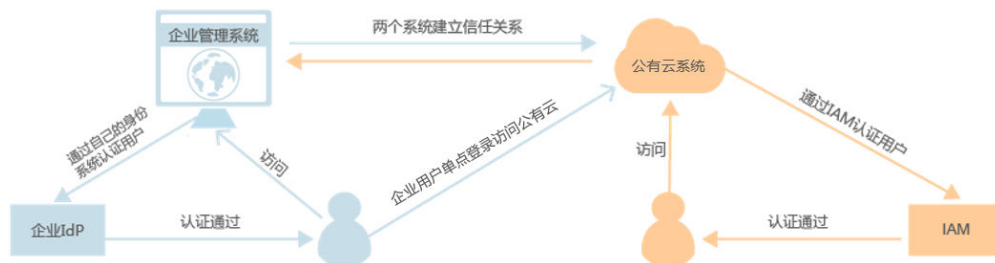 企业管理系统
两个系统建立信任关系
公有云系统
通过自己的身份
系统认证用户
访问
企业用户单点登录访问公有云
访问
通过IAM认证用户
企业IdP
认证通过
认证通过
IAM